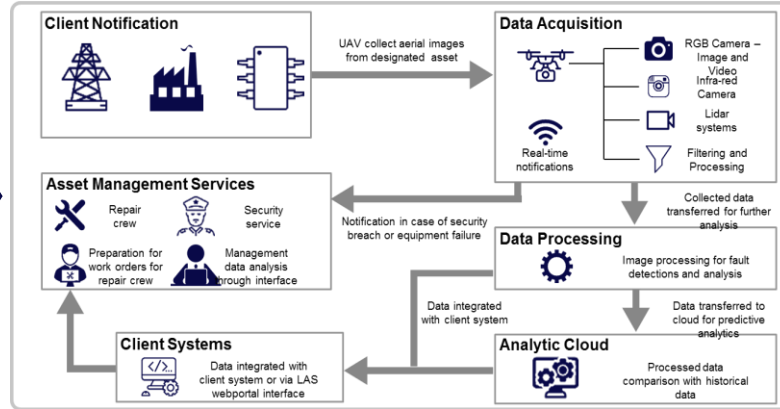 Client Notification
UAV collect aerial images
from designated asset
Data Acquisition
RGB Camera –
Image and
Video
Infra-red
Camera
Lidar
systems
Filtering and
Processing
Real-time
notifications
Asset Management Services
Repair
crew
Security
service
Preparation for
work orders for
repair crew
Management
data analysis
through interface
Notification in case of security
breach or equipment failure
Collected data
transferred for further
analysis
Data Processing
Image processing for fault
detections and analysis
Data integrated
with client system
Data transferred to
cloud for predictive
analytics
Client Systems
</...>
Data integrated with
client system or via LAS
webportal interface
Analytic Cloud
Processed data
comparison with historical
data